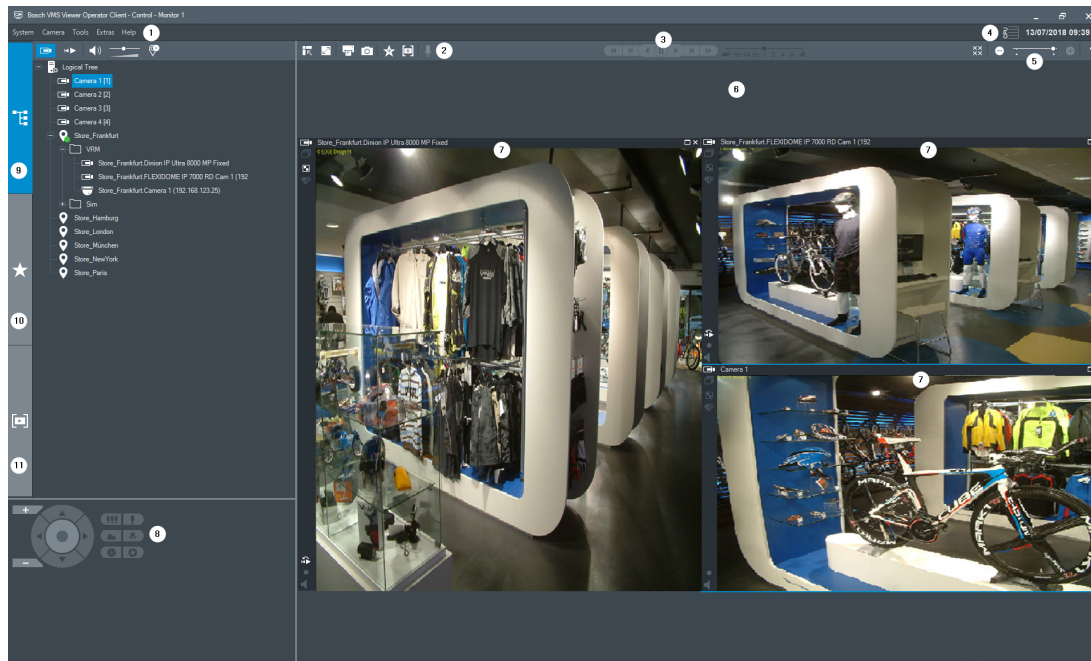 Bosch VMS Viewer Operator Client - Control - Monitor 1
System Camera Tools Extras Help 1
2
3
4
13/07/2018 09:39
5
6
Logical Tree
Camera 1 [1]
Camera 2 [2]
Camera 3 [3]
Camera 4 [4]
Store_Frankfurt
VRM
Store_Frankfurt.Dinion IP Ultra 8000 MP Fixed
Store_Frankfurt.FLEXIDOME IP 7000 RD Cam 1 (192
Store_Frankfurt.Camera 1 (192.168.123.25)
Sim
Store_Hamburg
Store_London
Store_München
Store_NewYork
Store_Paris
9
10
11
8
Store_Frankfurt.Dinion IP Ultra 8000 MP Fixed
7
Store_Frankfurt.FLEXIDOME IP 7000 RD Cam 1 (192
7
Camera 1
7
CUBE